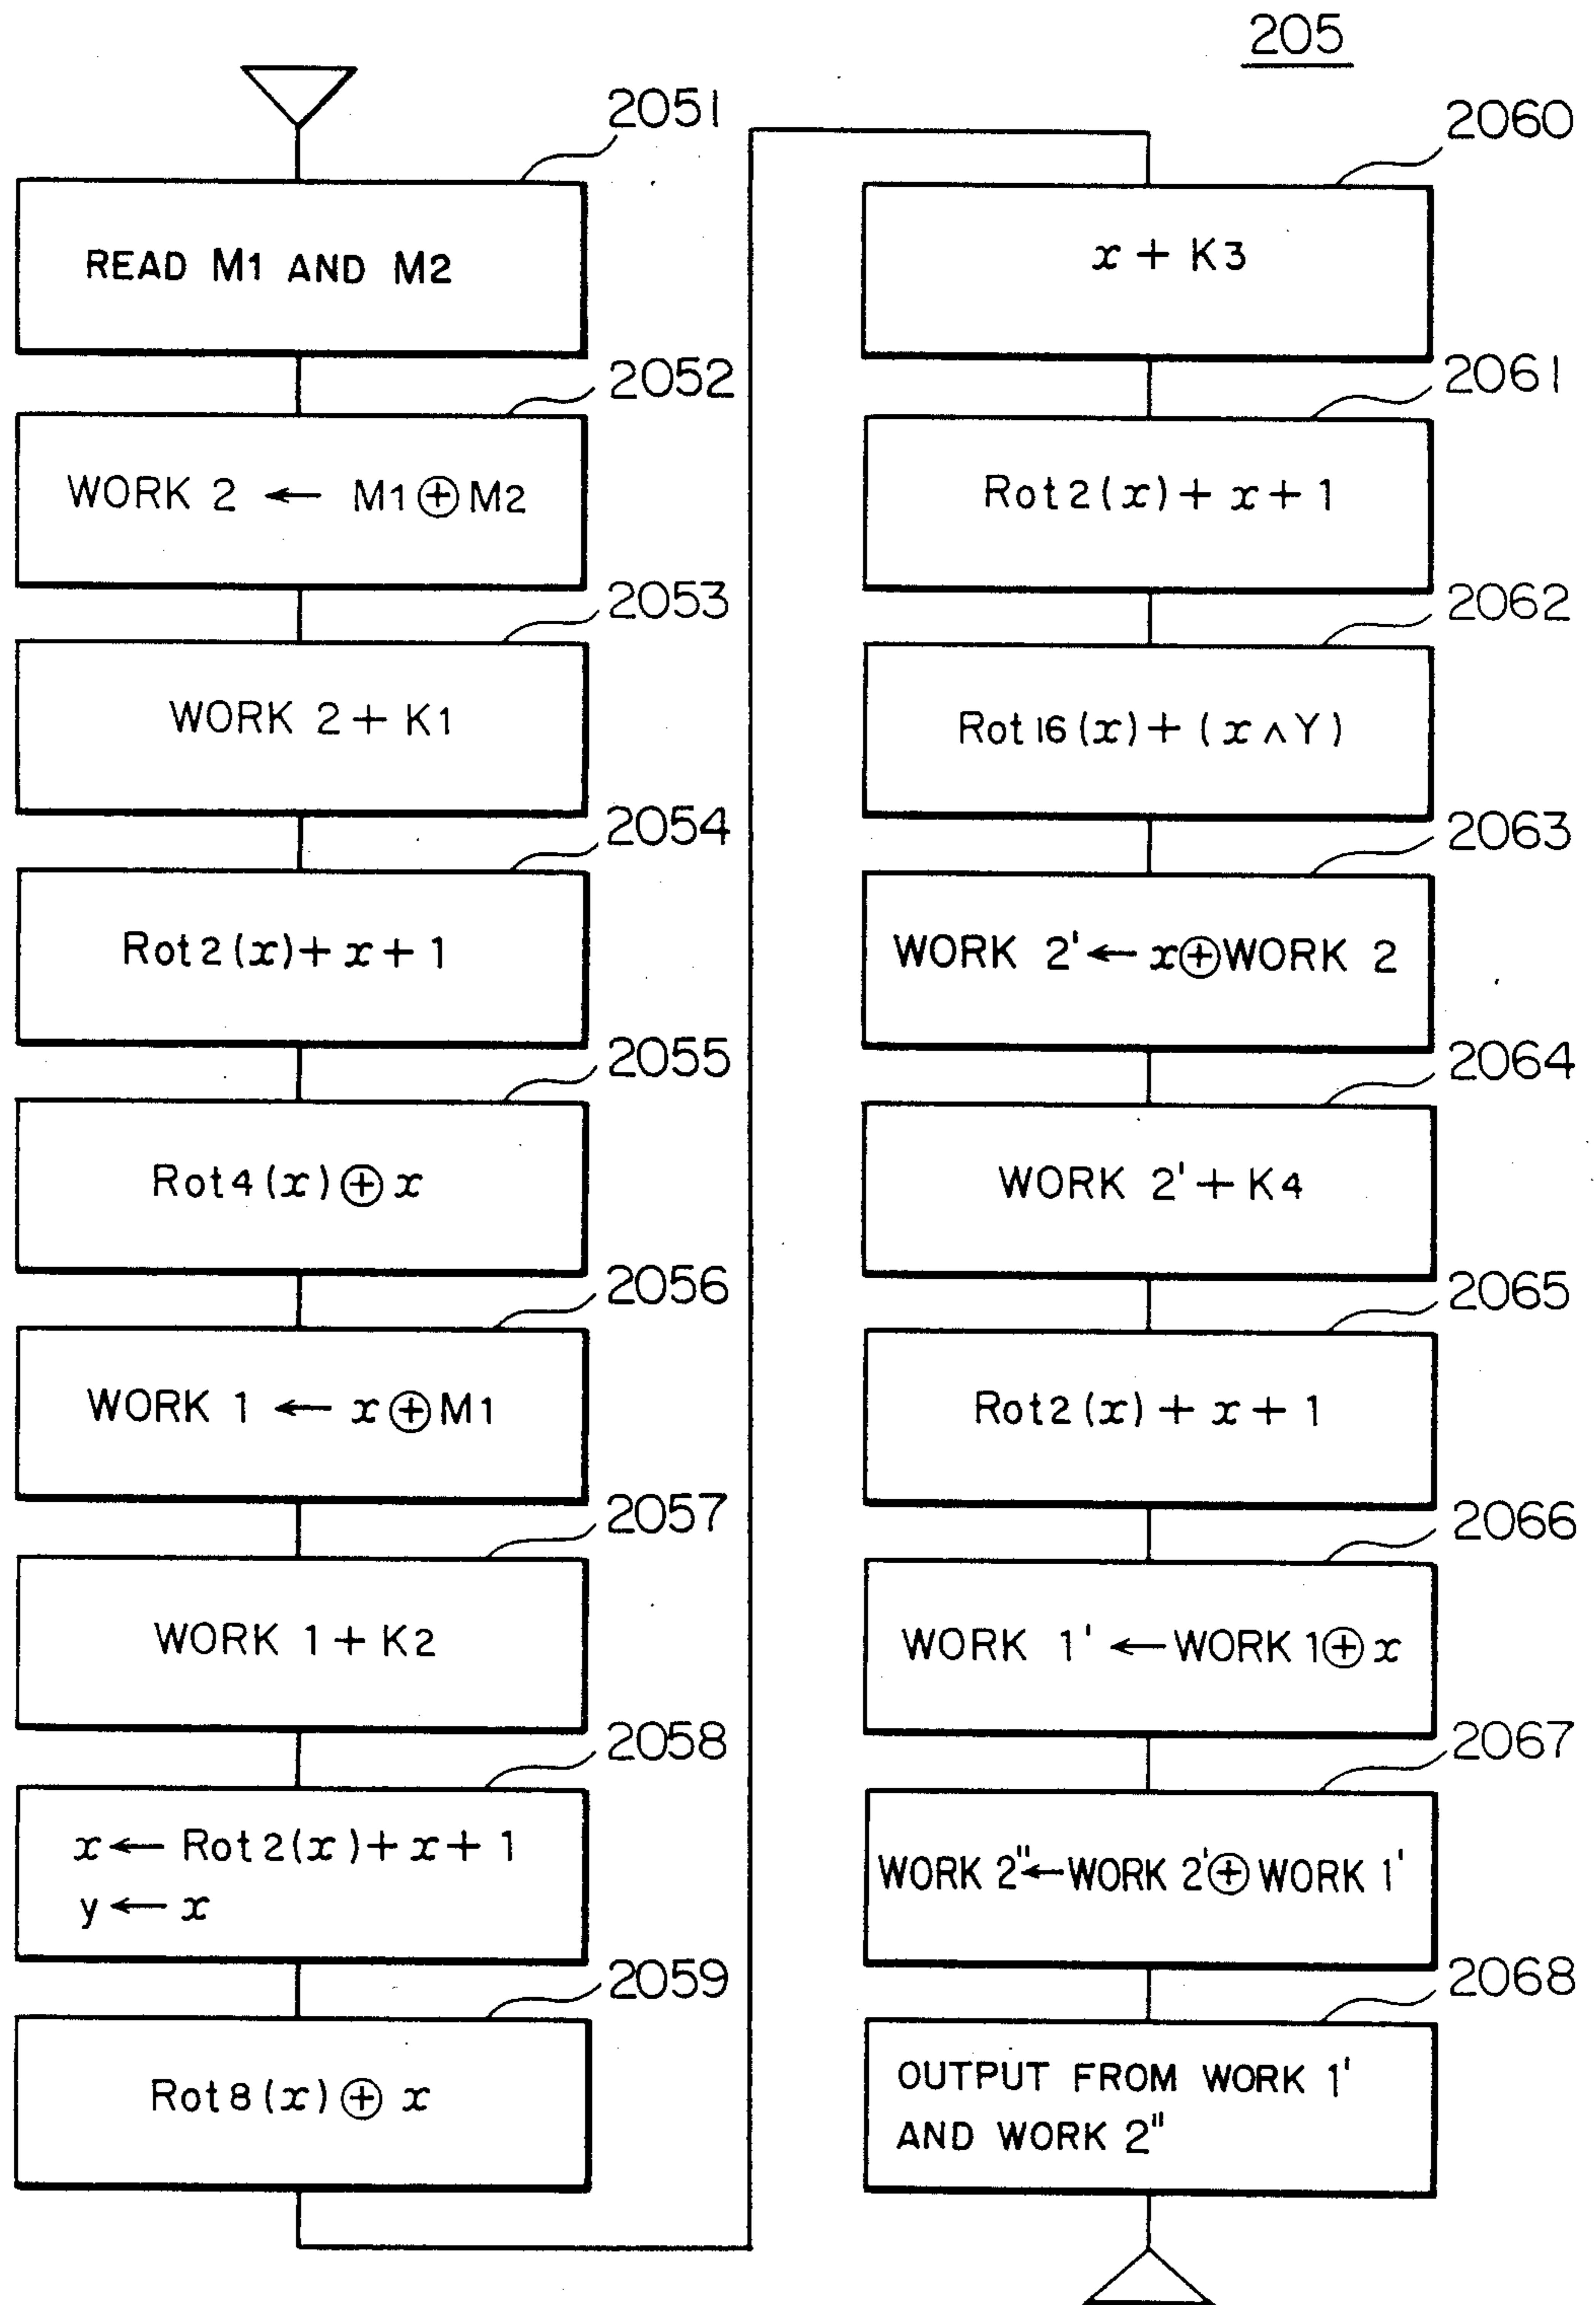 205
2051
READ M1 AND M2
2052
WORK 2 ← M1⊕M2
2053
WORK 2 + K1
2054
Rot2(x)+ x + 1
2055
Rot4(x)⊕x
2056
WORK 1 ← x⊕M1
2057
WORK 1 + K2
2058
x ← Rot2(x)+ x + 1
y ← x
2059
Rot8(x)⊕ x
2060
x + K3
2061
Rot2(x)+ x + 1
2062
Rot16(x)+ (x ∧ Y)
2063
WORK 2' ← x⊕WORK 2
2064
WORK 2' + K4
2065
Rot2(x)+ x + 1
2066
WORK 1' ← WORK 1⊕ x
2067
WORK 2" ← WORK 2'⊕ WORK 1'
2068
OUTPUT FROM WORK 1'
AND WORK 2"